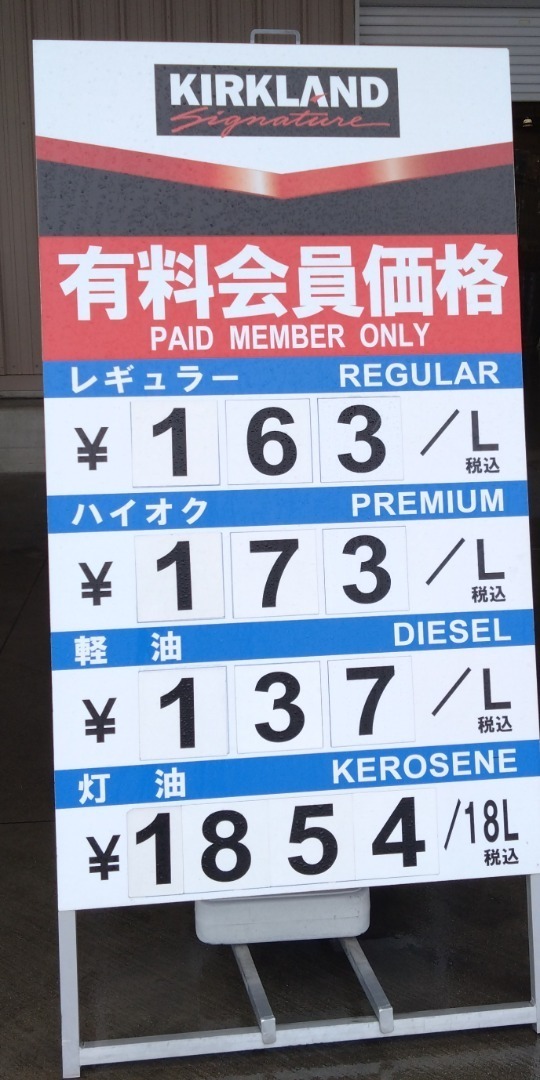 KIRKLAND
Signature
有料会員価格
PAID MEMBER ONLY
レギュラー REGULAR
¥ 163 /L 税込
ハイオク PREMIUM
¥ 173 /L 税込
軽油 DIESEL
¥ 137 /L 税込
灯油 KEROSENE
¥ 1854 /18L 税込